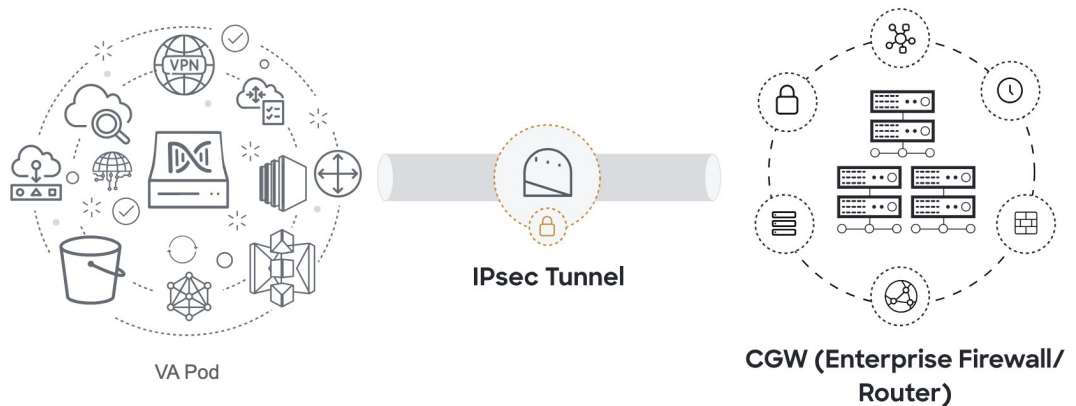 VPN
VA Pod
IPsec Tunnel
CGW (Enterprise Firewall/
Router)